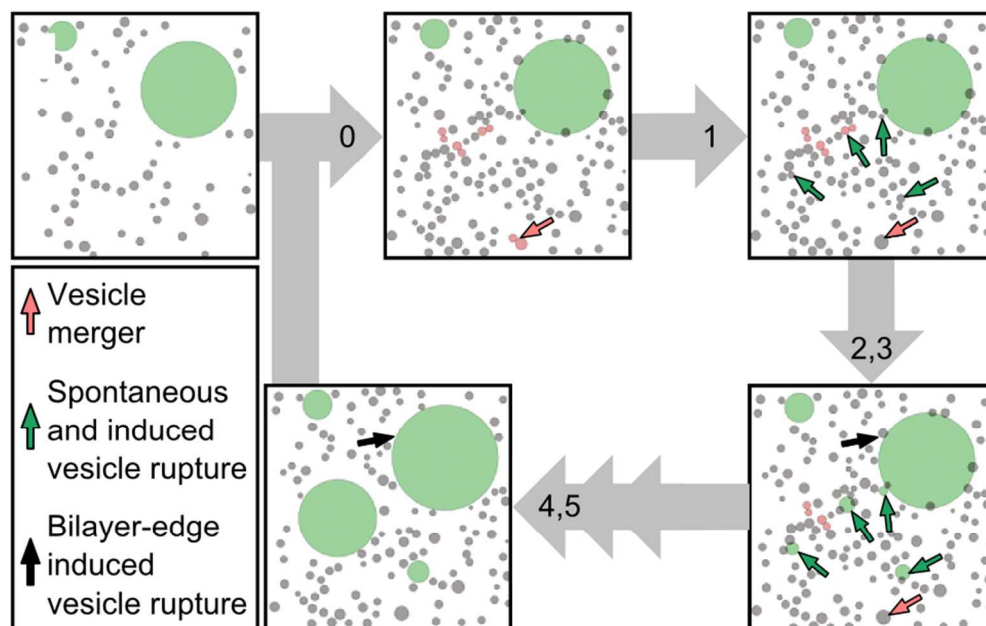 0
1
2,3
4,5
Vesicle
merger
Spontaneous
and induced
vesicle rupture
Bilayer-edge
induced
vesicle rupture